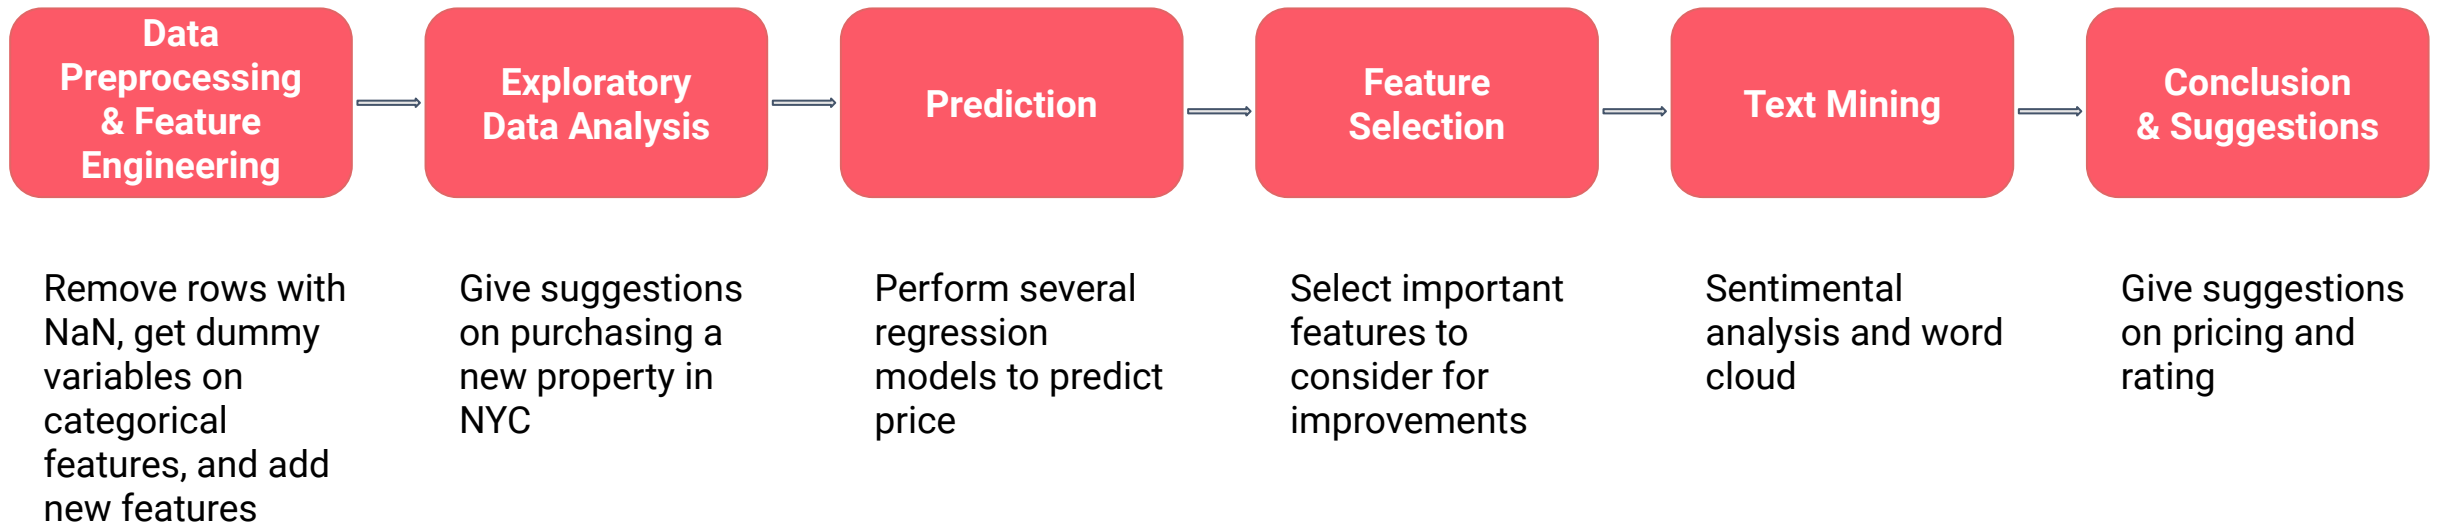 Data
Preprocessing
& Feature
Engineering
Exploratory
Data Analysis
Prediction
Feature
Selection
Text Mining
Conclusion
& Suggestions
Remove rows with
NaN, get dummy
variables on
categorical
features, and add
new features
Give suggestions
on purchasing a
new property in
NYC
Perform several
regression
models to predict
price
Select important
features to
consider for
improvements
Sentimental
analysis and word
cloud
Give suggestions
on pricing and
rating